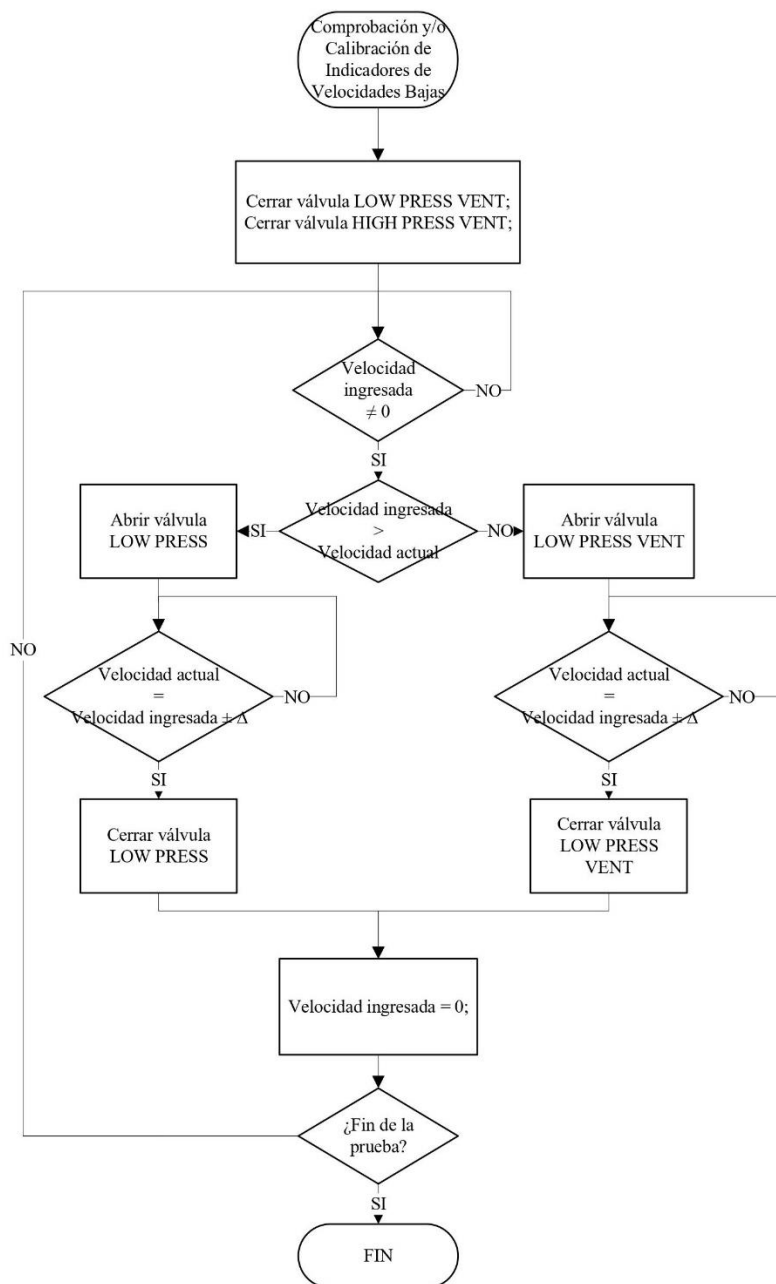 Comprobación y/o
Calibración de
Indicadores de
Velocidades Bajas
Cerrar válvula LOW PRESS VENT;
Cerrar válvula HIGH PRESS VENT;
Velocidad
ingresada
≠ 0
NO
SI
Velocidad ingresada
>
Velocidad actual
SI
NO
Abrir válvula
LOW PRESS
Abrir válvula
LOW PRESS VENT
NO
Velocidad actual
=
Velocidad ingresada ± Δ
NO
Velocidad actual
=
Velocidad ingresada ± Δ
NO
SI
SI
Cerrar válvula
LOW PRESS
Cerrar válvula
LOW PRESS
VENT
Velocidad ingresada = 0;
¿Fin de la
prueba?
SI
FIN